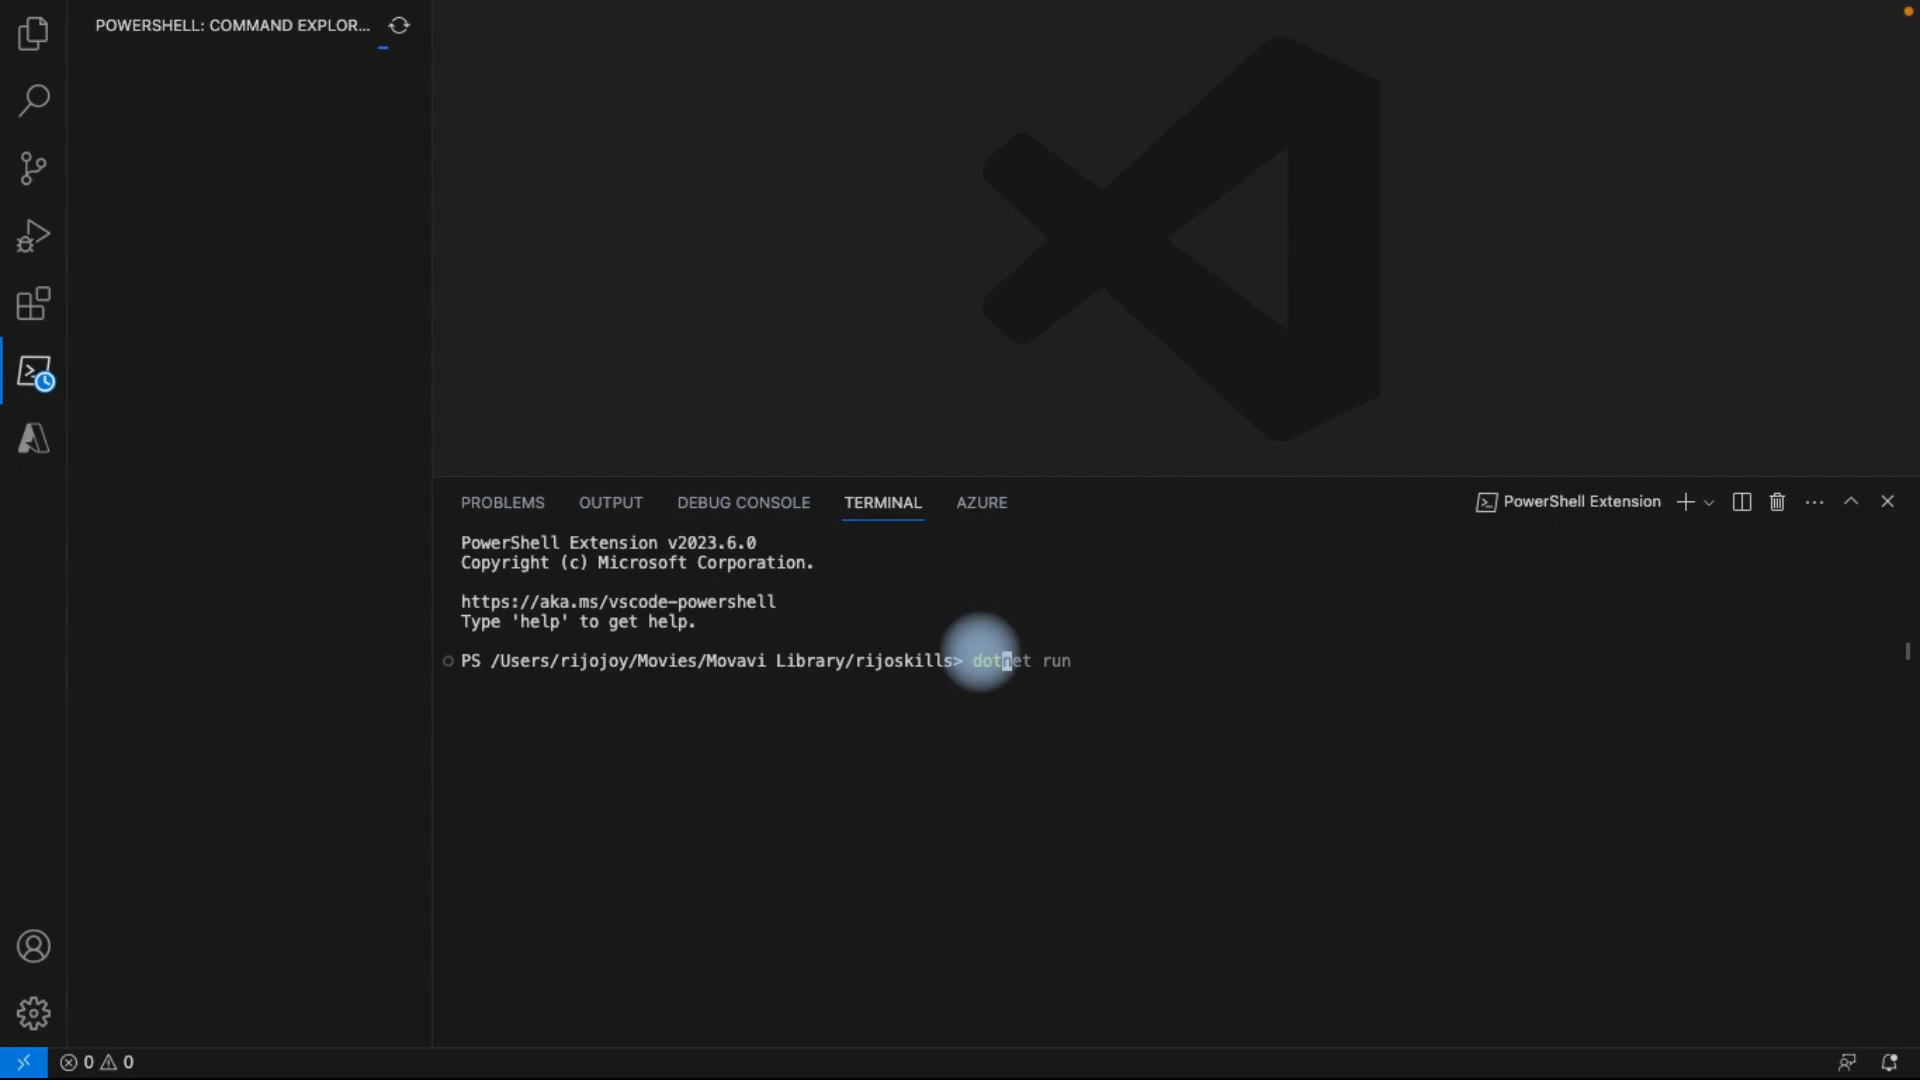 POWERSHELL: COMMAND EXPLOR...
PROBLEMS OUTPUT DEBUG CONSOLE TERMINAL AZURE
PowerShell Extension
PowerShell Extension v2023.6.0
Copyright (c) Microsoft Corporation.
https://aka.ms/vscode-powershell
Type 'help' to get help.
PS /Users/rijojoy/Movies/Movavi Library/rijoskills> dotnet run
0 0